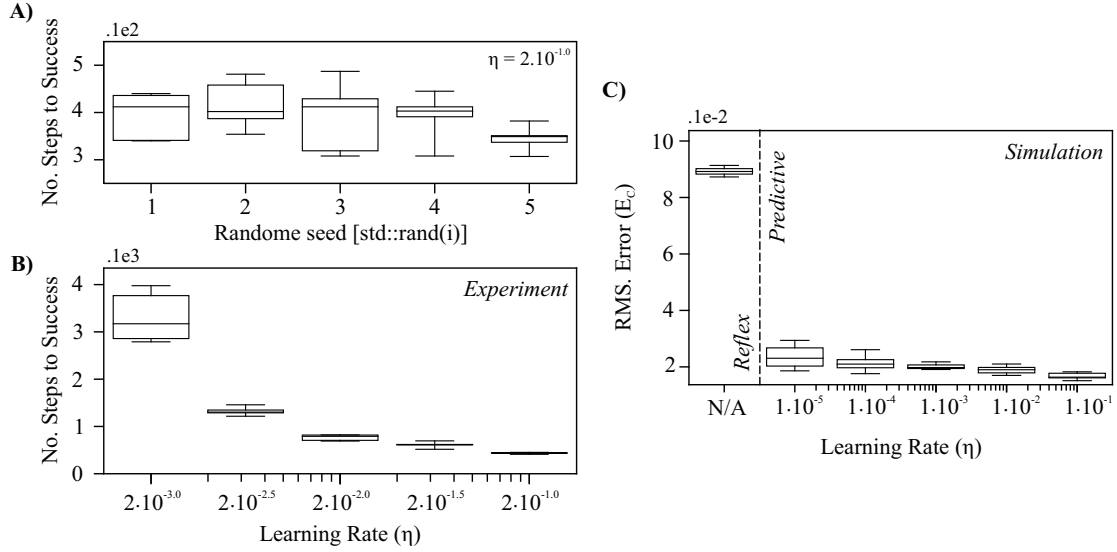 A)
.1e2
No. Steps to Success
5
4
3
η = 2.10^-1.0
1 2 3 4 5
Randome seed [std::rand(i)]
B)
.1e3
No. Steps to Success
4
3
1
1
0
Experiment
2·10^-3.0 2·10^-2.5 2·10^-2.0 2·10^-1.5 2·10^-1.0
Learning Rate (η)
C)
.1e-2
RMS. Error (E_C)
10
8
6
4
2
Simulation
Predictive
Reflex
N/A 1·10^-5 1·10^-4 1·10^-3 1·10^-2 1·10^-1
Learning Rate (η)